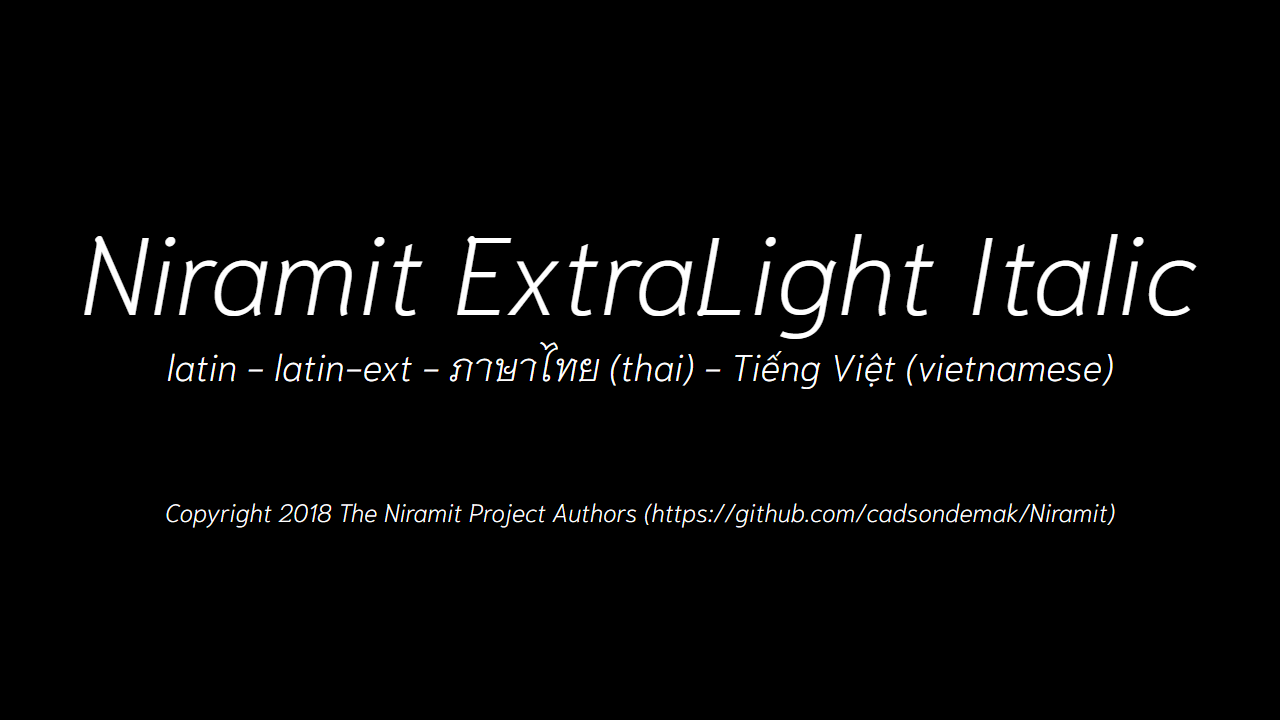 Niramit ExtraLight Italic
latin - latin-ext - ภาษาไทย (thai) - Tiếng Việt (vietnamese)
Copyright 2018 The Niramit Project Authors (https://github.com/cadsondemak/Niramit)